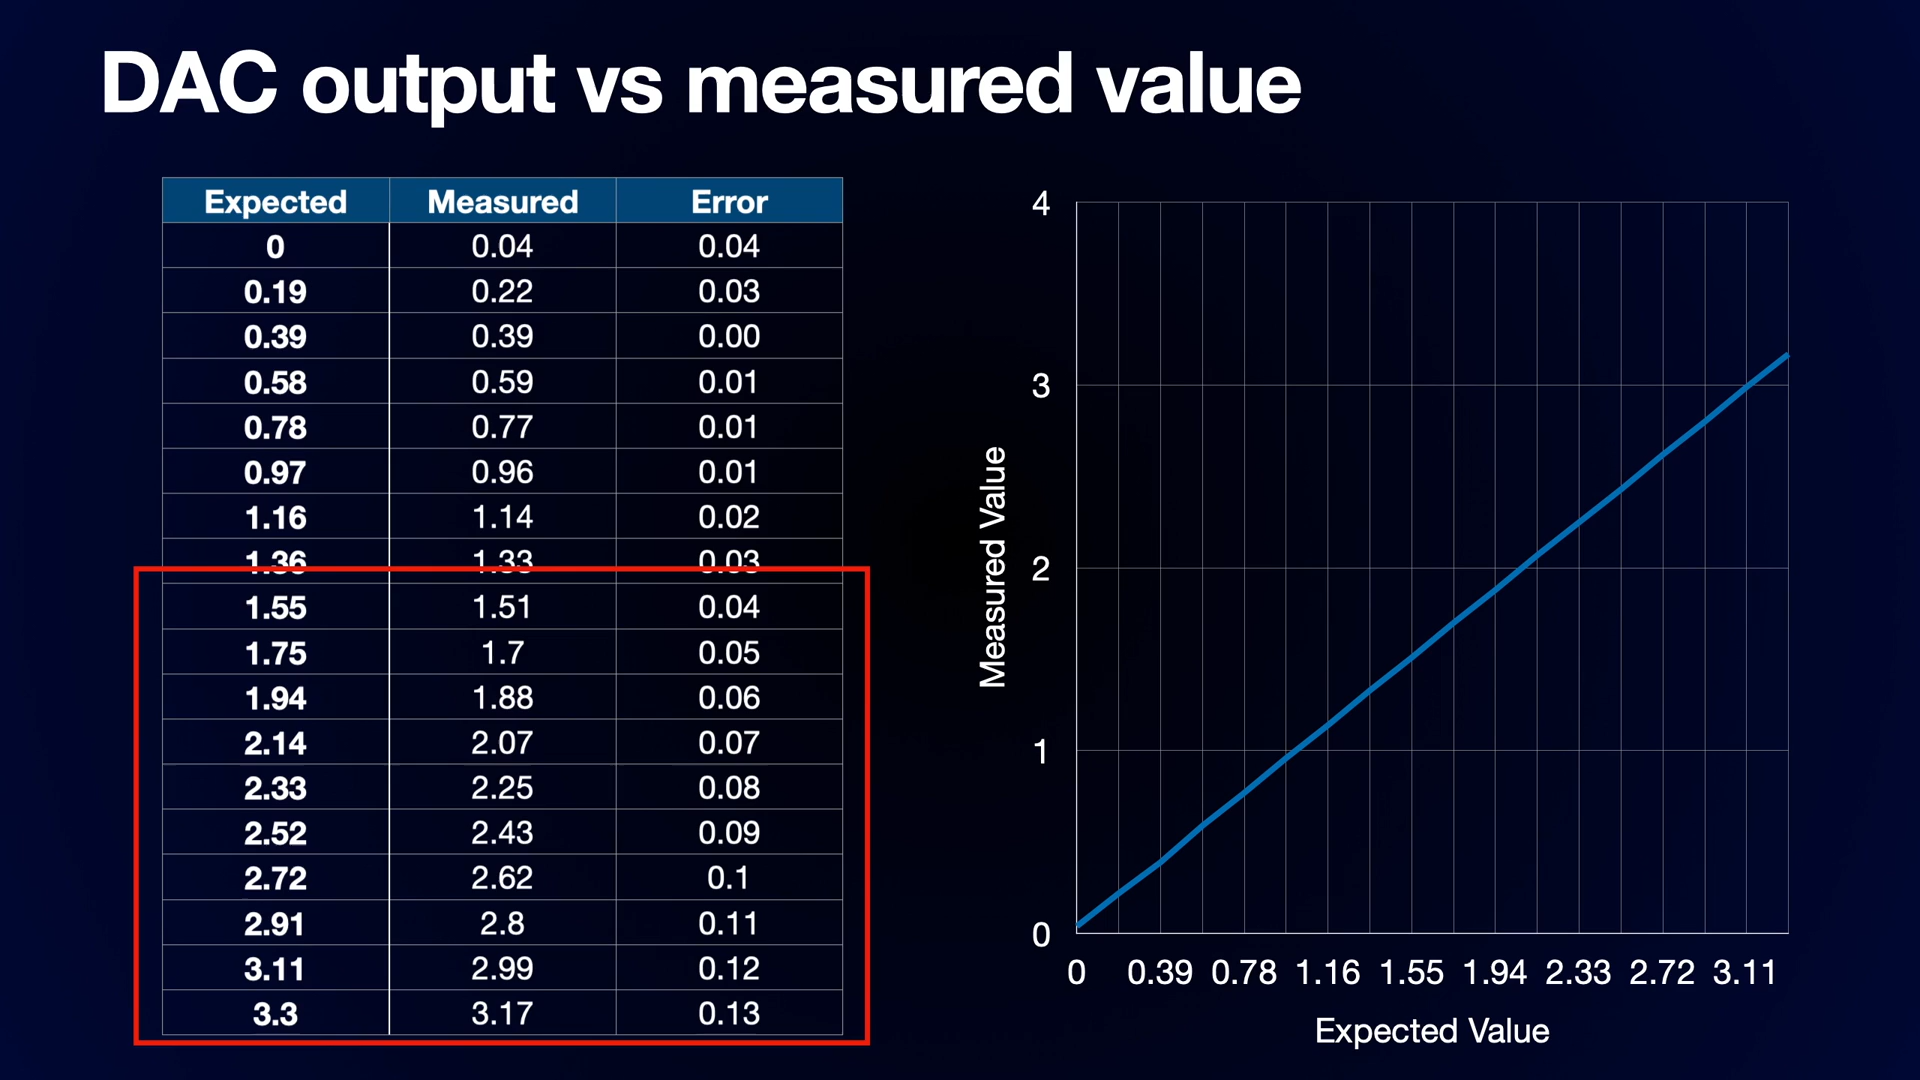 DAC output vs measured value
Expected Measured Error
0 0.04 0.04
0.19 0.22 0.03
0.39 0.39 0.00
0.58 0.59 0.01
0.78 0.77 0.01
0.97 0.96 0.01
1.16 1.14 0.02
1.36 1.33 0.03
1.55 1.51 0.04
1.75 1.7 0.05
1.94 1.88 0.06
2.14 2.07 0.07
2.33 2.25 0.08
2.52 2.43 0.09
2.72 2.62 0.1
2.91 2.8 0.11
3.11 2.99 0.12
3.3 3.17 0.13
Measured Value
4
3
2
1
0
0 0.39 0.78 1.16 1.55 1.94 2.33 2.72 3.11
Expected Value